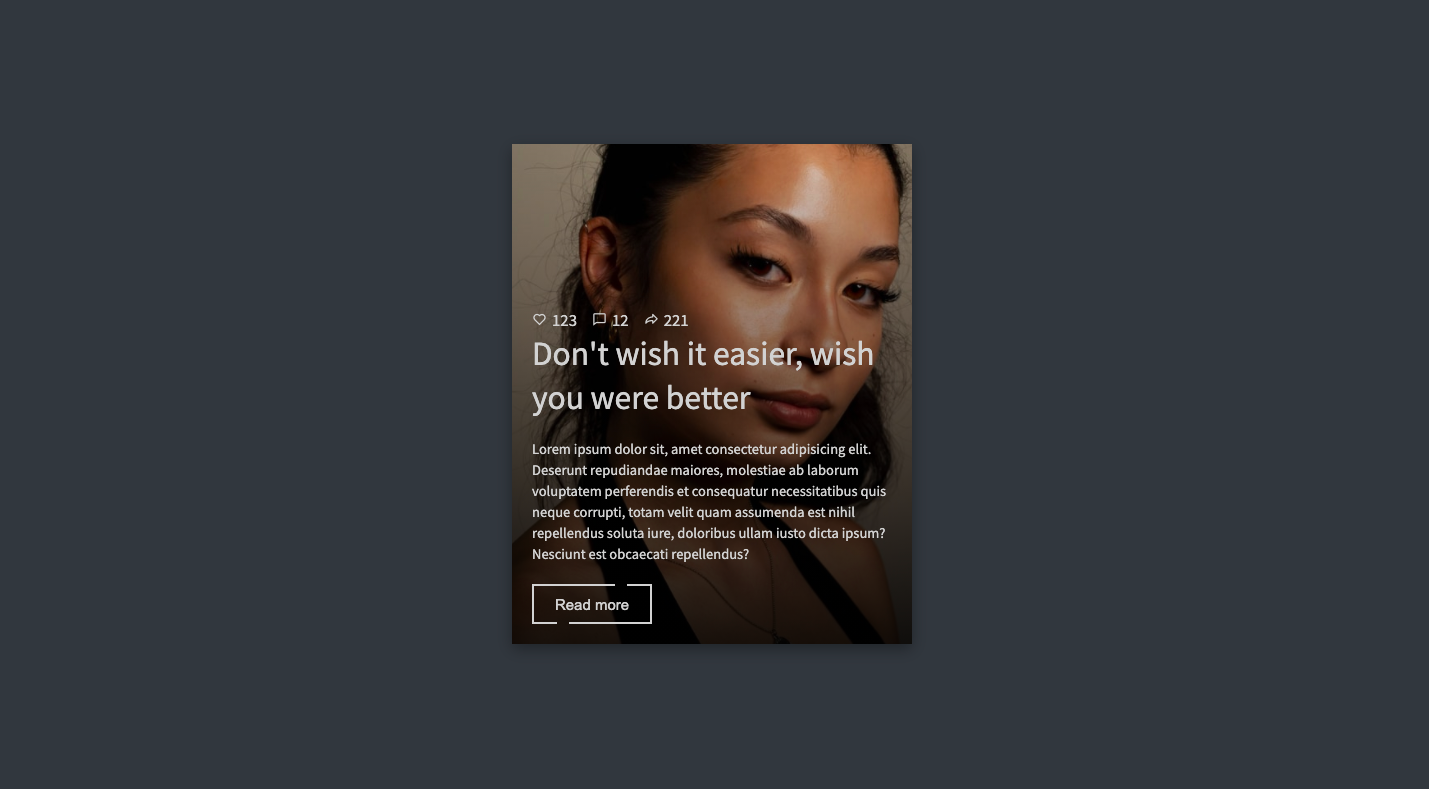 123 12 221
Don't wish it easier, wish
you were better
Lorem ipsum dolor sit, amet consectetur adipisicing elit.
Deserunt repudiandae maiores, molestiae ab laborum
voluptatem perferendis et consequatur necessitatibus quis
neque corrupti, totam velit quam assumenda est nihil
repellendus soluta iure, doloribus ullam iusto dicta ipsum?
Nesciunt est obcaecati repellendus?
Read more